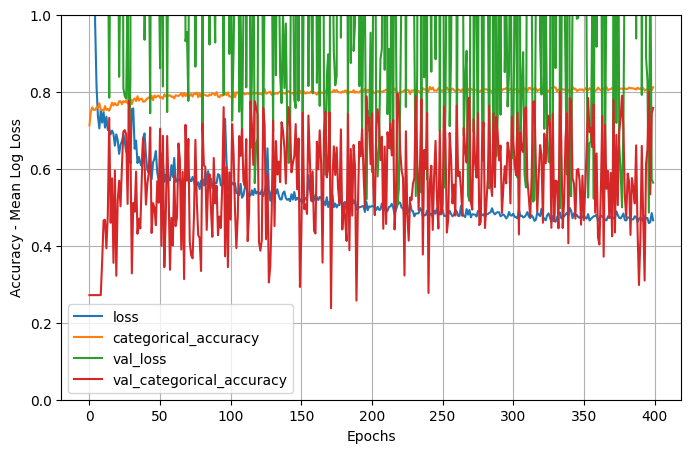 1.0
0.8
0.6
0.4
0.2
0.0
Accuracy - Mean Log Loss
loss
categorical_accuracy
val_loss
val_categorical_accuracy
0 50 100 150 200 250 300 350 400
Epochs